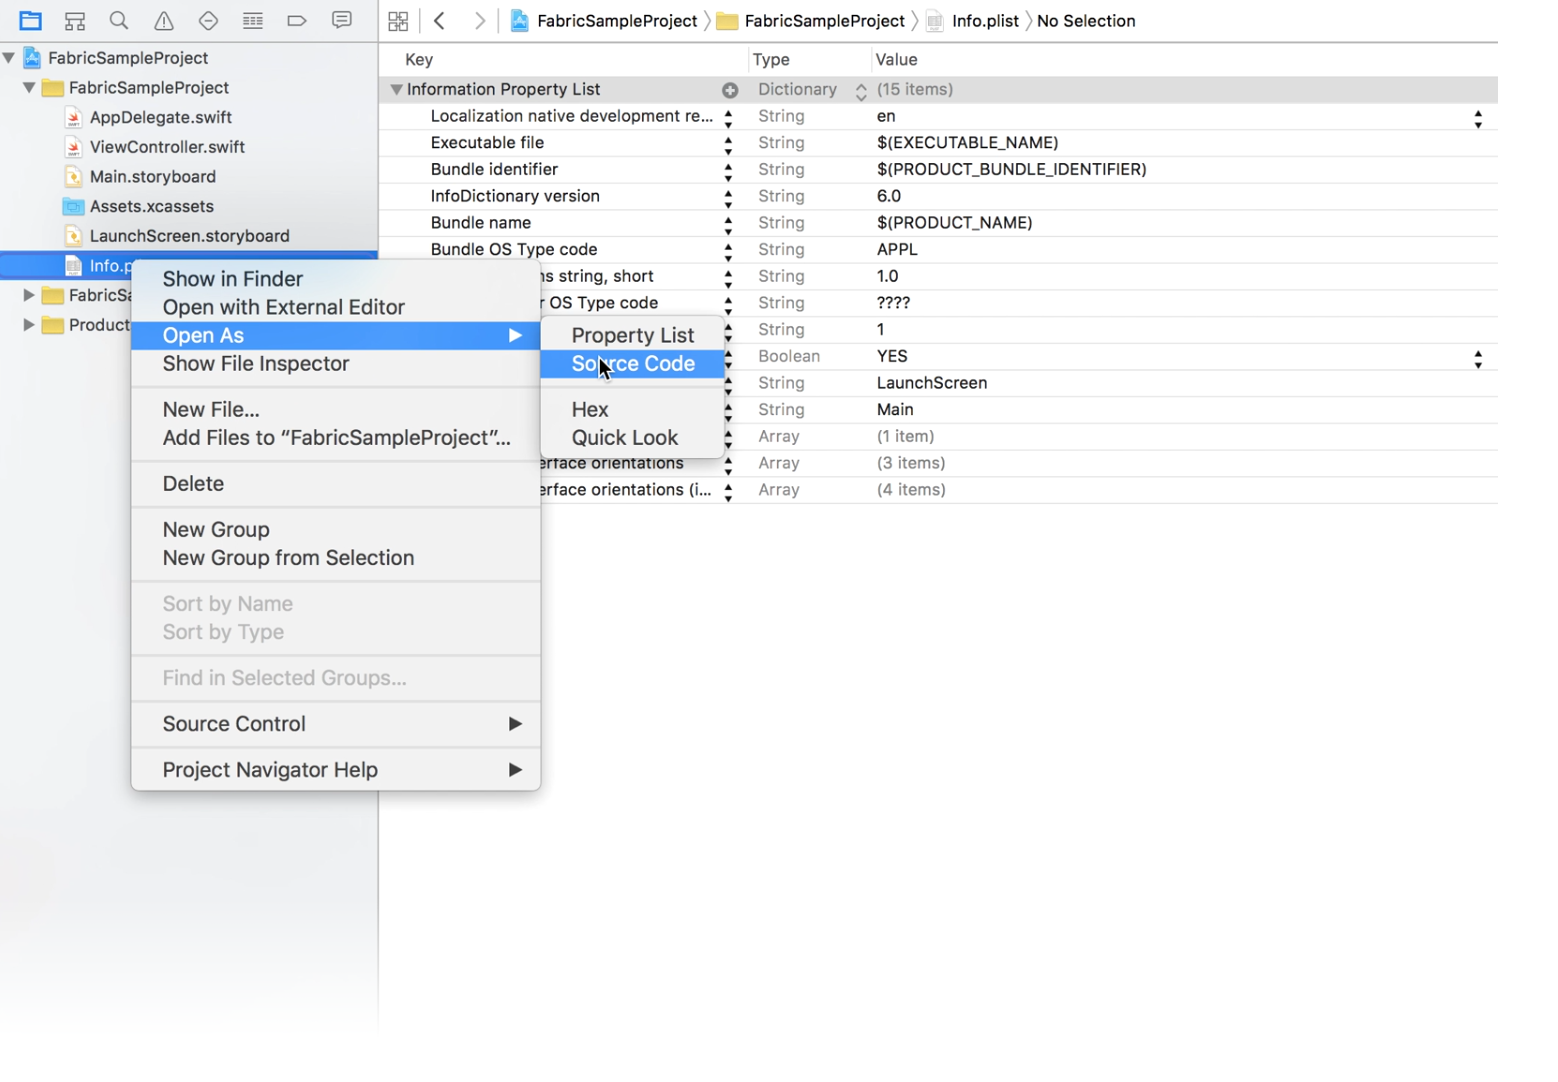 FabricSampleProject 〉 FabricSampleProject 〉 Info.plist 〉 No Selection
FabricSampleProject
FabricSampleProject
AppDelegate.swift
ViewController.swift
Main.storyboard
Assets.xcassets
LaunchScreen.storyboard
Info.p
FabricSa
Product
Key Type Value
Information Property List Dictionary (15 items)
Localization native development re... String en
Executable file String $(EXECUTABLE_NAME)
Bundle identifier String $(PRODUCT_BUNDLE_IDENTIFIER)
InfoDictionary version String 6.0
Bundle name String $(PRODUCT_NAME)
Bundle OS Type code String APPL
ns string, short String 1.0
r OS Type code String ????
String 1
Boolean YES
String LaunchScreen
String Main
Array (1 item)
erface orientations Array (3 items)
erface orientations (i... Array (4 items)
Show in Finder
Open with External Editor
Open As
Show File Inspector
New File...
Add Files to “FabricSampleProject”...
Delete
New Group
New Group from Selection
Sort by Name
Sort by Type
Find in Selected Groups...
Source Control
Project Navigator Help
Property List
Source Code
Hex
Quick Look